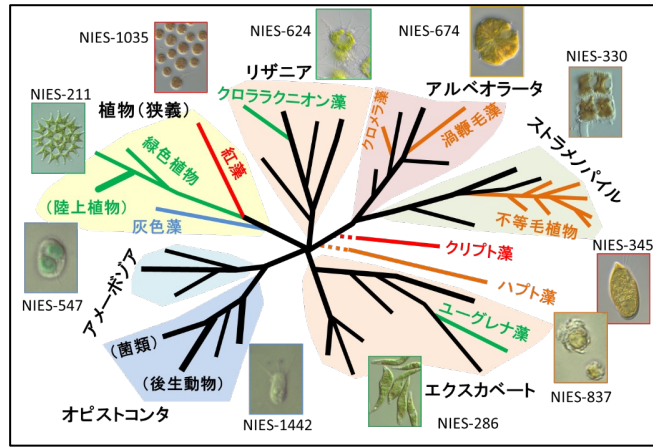 NIES-1035
NIES-624
NIES-674
NIES-330
リザニア
アルベオラータ
NIES-211
植物(狭義)
クロララクニオン藻
クロメラ藻
渦鞭毛藻
ストラメノパイル
緑色植物
紅藻
(陸上植物)
灰色藻
不等毛植物
クリプト藻
NIES-345
ハプト藻
NIES-547
アメーボゾア
ユーグレナ藻
(菌類)
(後生動物)
エクスカベート
NIES-837
オピストコンタ
NIES-1442
NIES-286